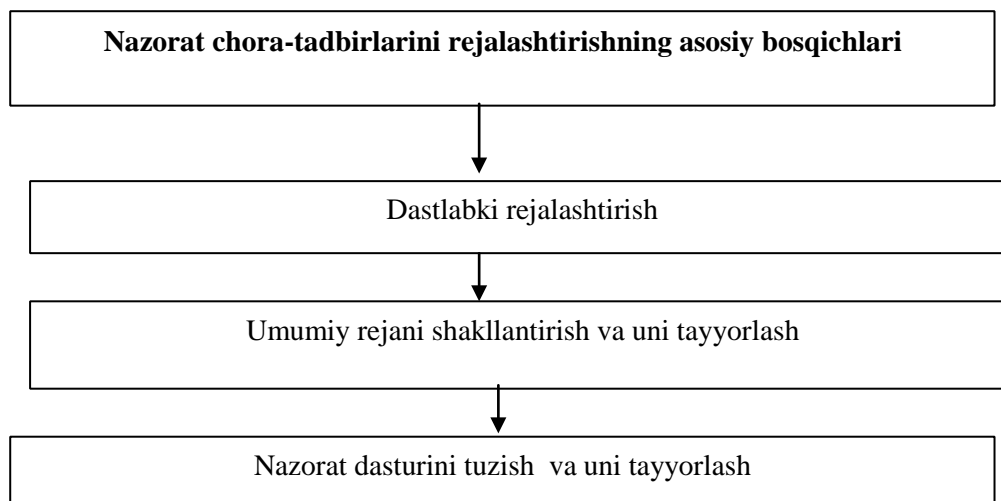 Nazorat chora-tadbirlarini rejalashtirishning asosiy bosqichlari
Dastlabki rejalashtirish
Umumiy rejani shakllantirish va uni tayyorlash
Nazorat dasturini tuzish va uni tayyorlash